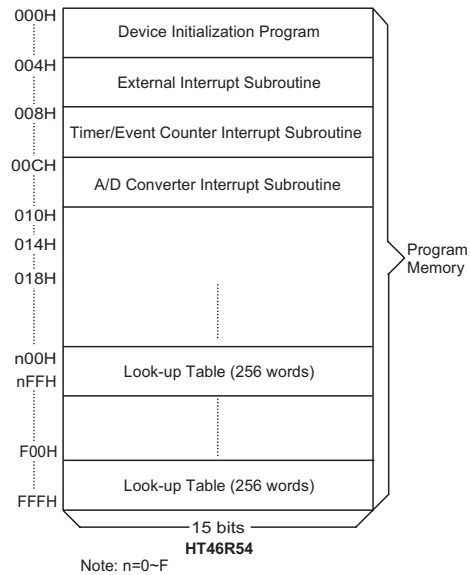 000H
Device Initialization Program
004H
External Interrupt Subroutine
008H
Timer/Event Counter Interrupt Subroutine
00CH
A/D Converter Interrupt Subroutine
010H
014H
018H
Program
Memory
n00H
Look-up Table (256 words)
nFFH
F00H
Look-up Table (256 words)
FFFH
15 bits
HT46R54
Note: n=0~F